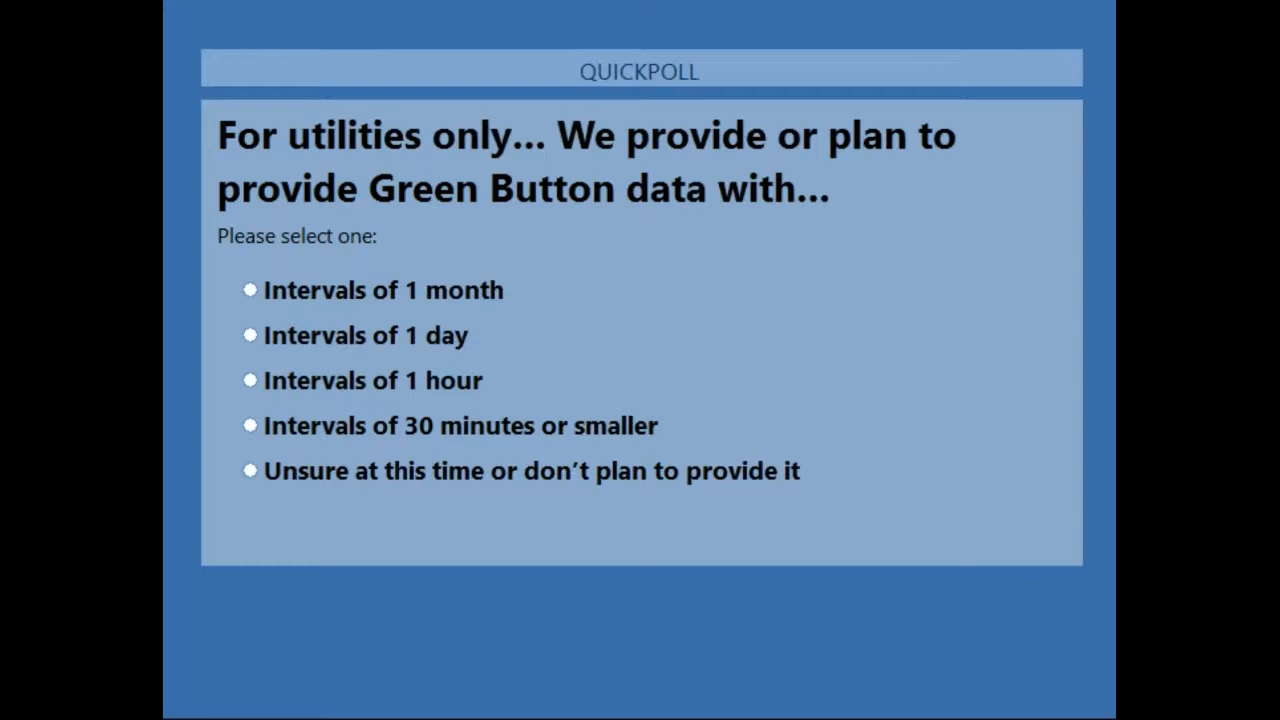 QUICKPOLL
For utilities only... We provide or plan to
provide Green Button data with...
Please select one:
Intervals of 1 month
Intervals of 1 day
Intervals of 1 hour
Intervals of 30 minutes or smaller
Unsure at this time or don’t plan to provide it